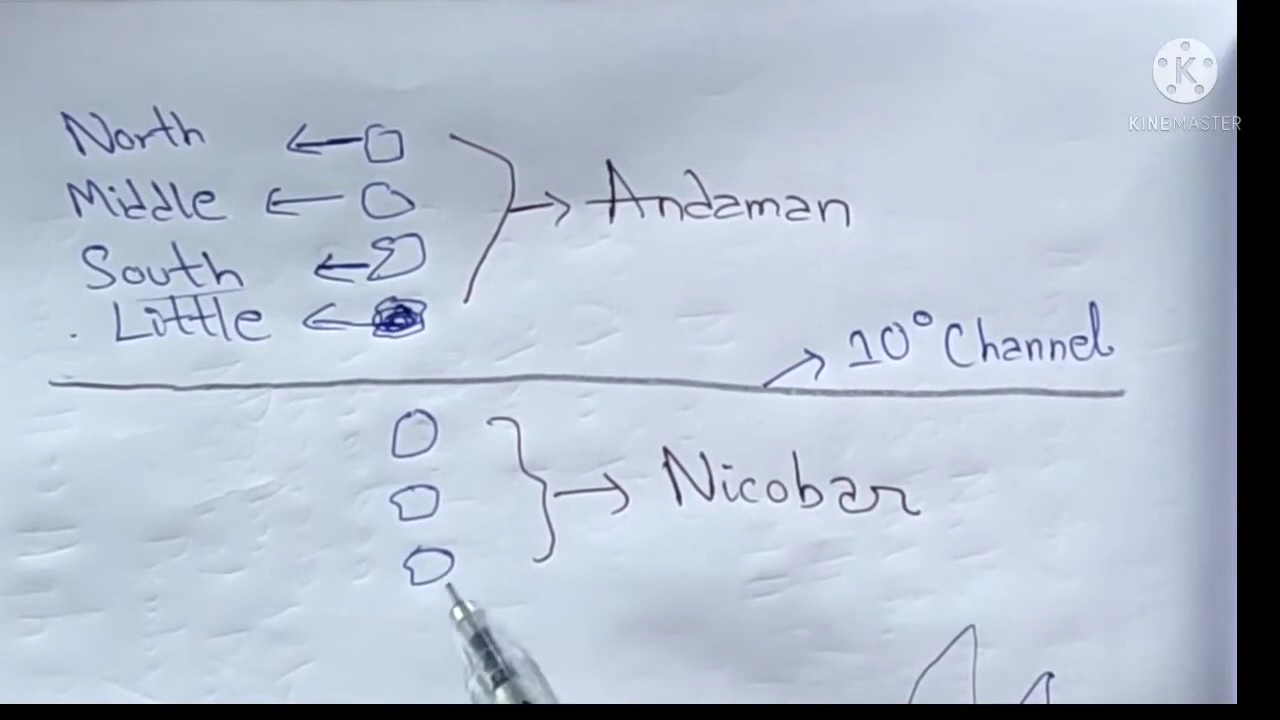 North
Middle
South
Little
Andaman
10° Channel
Nicobar
K
KINEMASTER